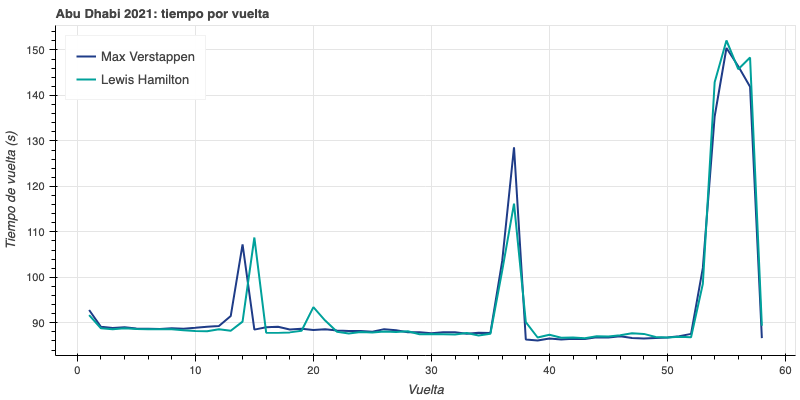 Abu Dhabi 2021: tiempo por vuelta
Max Verstappen
Lewis Hamilton
Tiempo de vuelta (s)
150
140
130
120
110
100
90
0 10 20 30 40 50 60
Vuelta